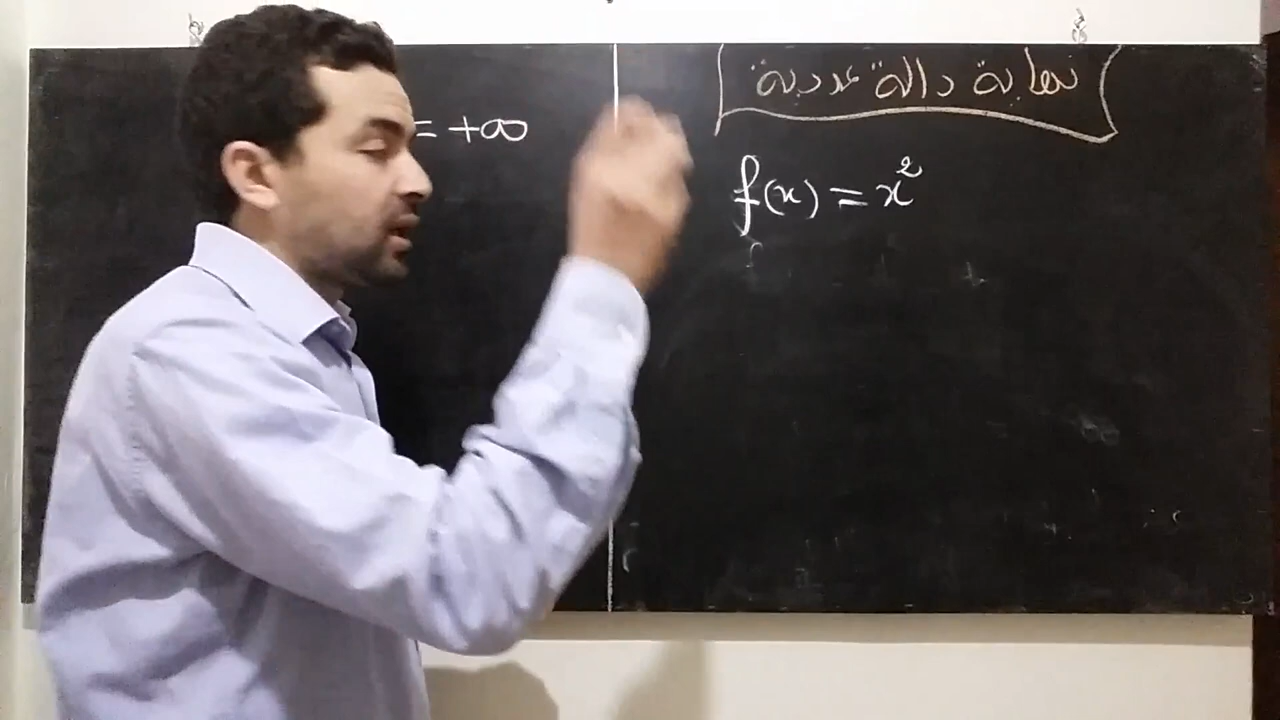 نهاية دالة عددية
f(x) = x²
= +∞